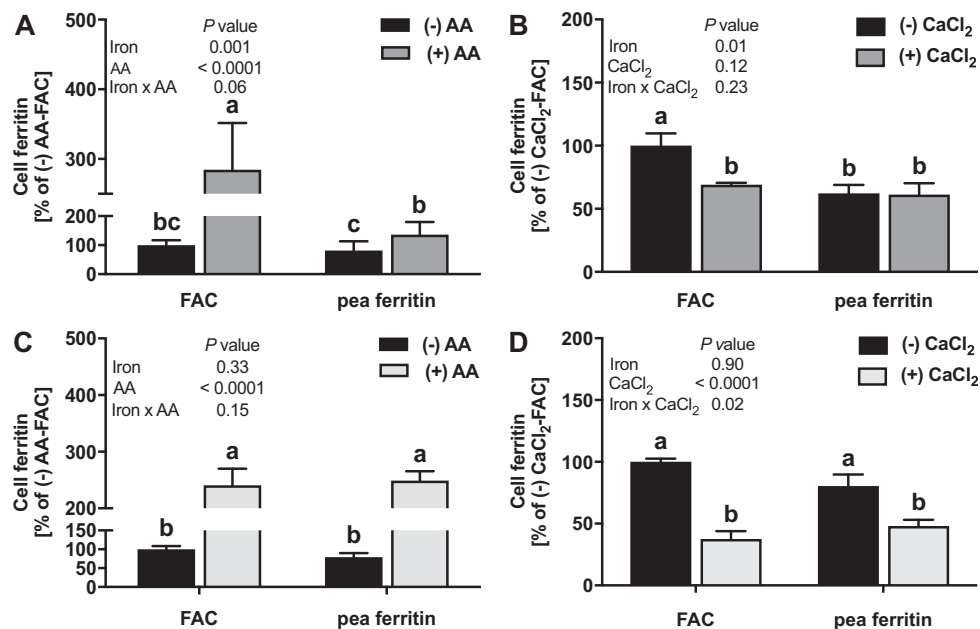 A
Cell ferritin
[% of (-) AA-FAC]
500
400
300
200
100
0
P value
Iron 0.001
AA < 0.0001
Iron x AA 0.06
(-) AA
(+) AA
bc
a
c
b
FAC
pea ferritin
B
Cell ferritin
[% of (-) CaCl₂-FAC]
200
150
100
50
0
P value
Iron 0.01
CaCl₂ 0.12
Iron x CaCl₂ 0.23
(-) CaCl₂
(+) CaCl₂
a
b
b
b
FAC
pea ferritin
C
Cell ferritin
[% of (-) AA-FAC]
500
400
300
200
100
50
0
P value
Iron 0.33
AA < 0.0001
Iron x AA 0.15
(-) AA
(+) AA
b
a
b
a
FAC
pea ferritin
D
Cell ferritin
[% of (-) CaCl₂-FAC]
200
150
100
50
0
P value
Iron 0.90
CaCl₂ < 0.0001
Iron x CaCl₂ 0.02
(-) CaCl₂
(+) CaCl₂
a
b
a
b
FAC
pea ferritin